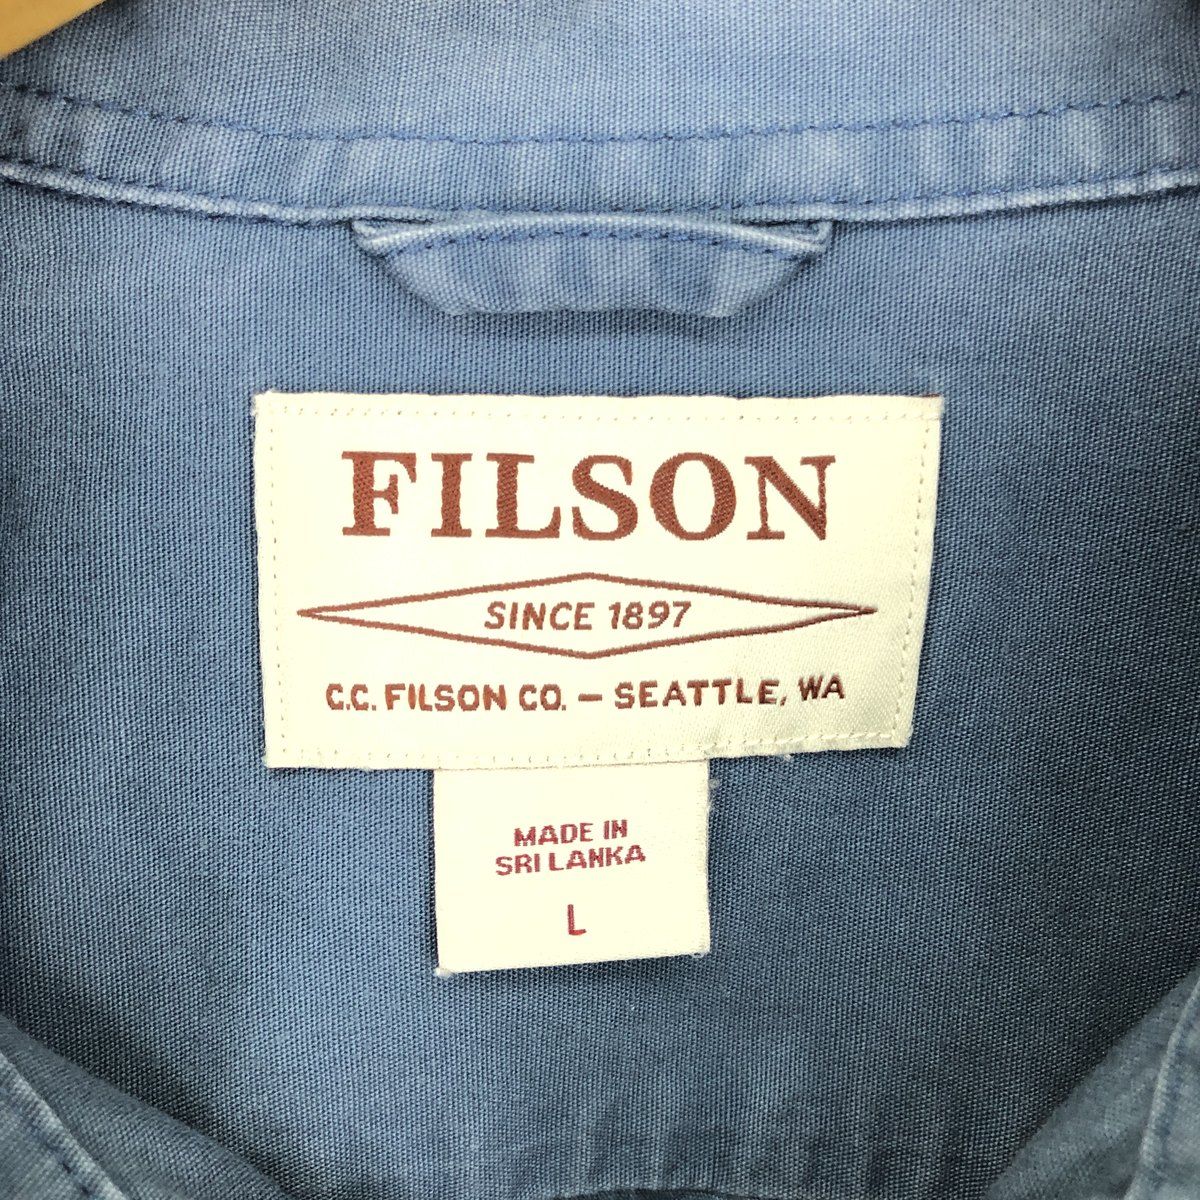 FILSON
SINCE 1897
C.C. FILSON CO. – SEATTLE, WA
MADE IN
SRI LANKA
L